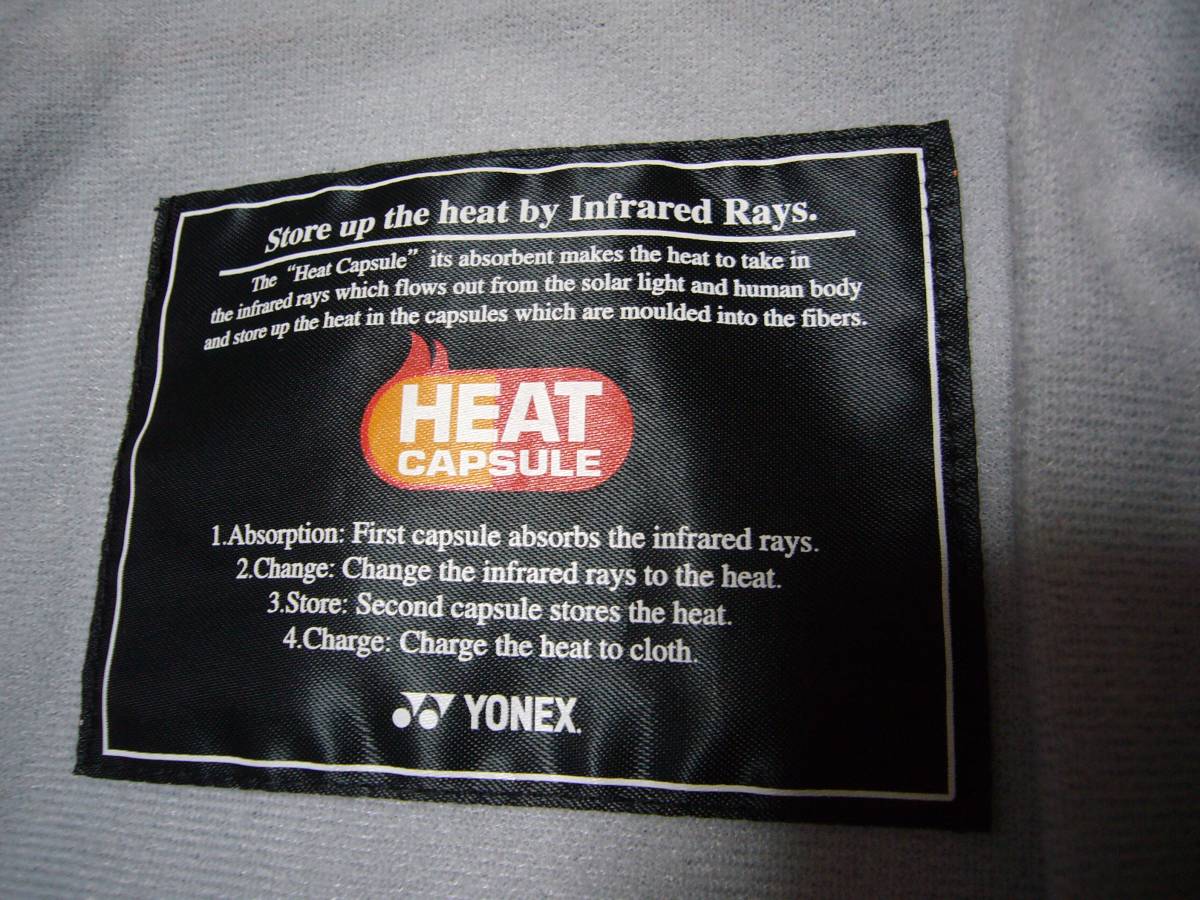 Store up the heat by Infrared Rays.
The "Heat Capsule" its absorbent makes the heat to take in
the infrared rays which flows out from the solar light and human body
and store up the heat in the capsules which are moulded into the fibers.
HEAT
CAPSULE
1.Absorption: First capsule absorbs the infrared rays.
2.Change: Change the infrared rays to the heat.
3.Store: Second capsule stores the heat.
4.Charge: Charge the heat to cloth.
YONEX